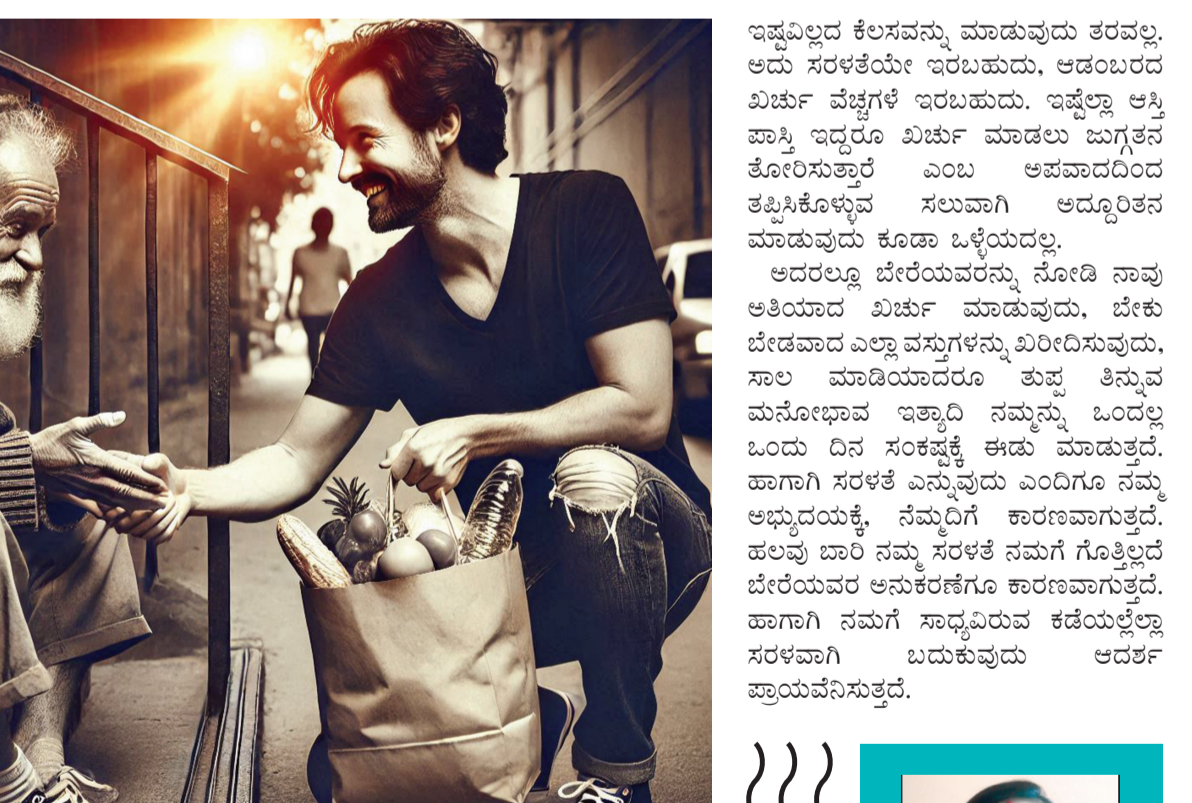 ಇಷ್ಟವಿಲ್ಲದ ಕೆಲಸವನ್ನು ಮಾಡುವುದು ತರವಲ್ಲ.
ಅದು ಸರಳತೆಯೇ ಇರಬಹುದು, ಆಡಂಬರದ
ಖರ್ಚು ವೆಚ್ಚಗಳೆ ಇರಬಹುದು. ಇಷ್ಟೆಲ್ಲಾ ಆಸ್ತಿ
ಪಾಸ್ತಿ ಇದ್ದರೂ ಖರ್ಚು ಮಾಡಲು ಜುಗ್ಗತನ
ತೋರಿಸುತ್ತಾರೆ ಎಂಬ ಅಪವಾದದಿಂದ
ತಪ್ಪಿಸಿಕೊಳ್ಳುವ ಸಲುವಾಗಿ ಅದ್ದೂರಿತನ
ಮಾಡುವುದು ಕೂಡಾ ಒಳ್ಳೆಯದಲ್ಲ.
ಅದರಲ್ಲೂ ಬೇರೆಯವರನ್ನು ನೋಡಿ ನಾವು
ಅತಿಯಾದ ಖರ್ಚು ಮಾಡುವುದು, ಬೇಕು
ಬೇಡವಾದ ಎಲ್ಲಾ ವಸ್ತುಗಳನ್ನು ಖರೀದಿಸುವುದು,
ಸಾಲ ಮಾಡಿಯಾದರೂ ತುಪ್ಪ ತಿನ್ನುವ
ಮನೋಭಾವ ಇತ್ಯಾದಿ ನಮ್ಮನ್ನು ಒಂದಲ್ಲ
ಒಂದು ದಿನ ಸಂಕಷ್ಟಕ್ಕೆ ಈಡು ಮಾಡುತ್ತದೆ.
ಹಾಗಾಗಿ ಸರಳತೆ ಎನ್ನುವುದು ಎಂದಿಗೂ ನಮ್ಮ
ಅಭ್ಯುದಯಕ್ಕೆ, ನೆಮ್ಮದಿಗೆ ಕಾರಣವಾಗುತ್ತದೆ.
ಹಲವು ಬಾರಿ ನಮ್ಮ ಸರಳತೆ ನಮಗೆ ಗೊತ್ತಿಲ್ಲದೆ
ಬೇರೆಯವರ ಅನುಕರಣೆಗೂ ಕಾರಣವಾಗುತ್ತದೆ.
ಹಾಗಾಗಿ ನಮಗೆ ಸಾಧ್ಯವಿರುವ ಕಡೆಯಲ್ಲೆಲ್ಲಾ
ಸರಳವಾಗಿ ಬದುಕುವುದು ಆದರ್ಶ
ಪ್ರಾಯವೆನಿಸುತ್ತದೆ.